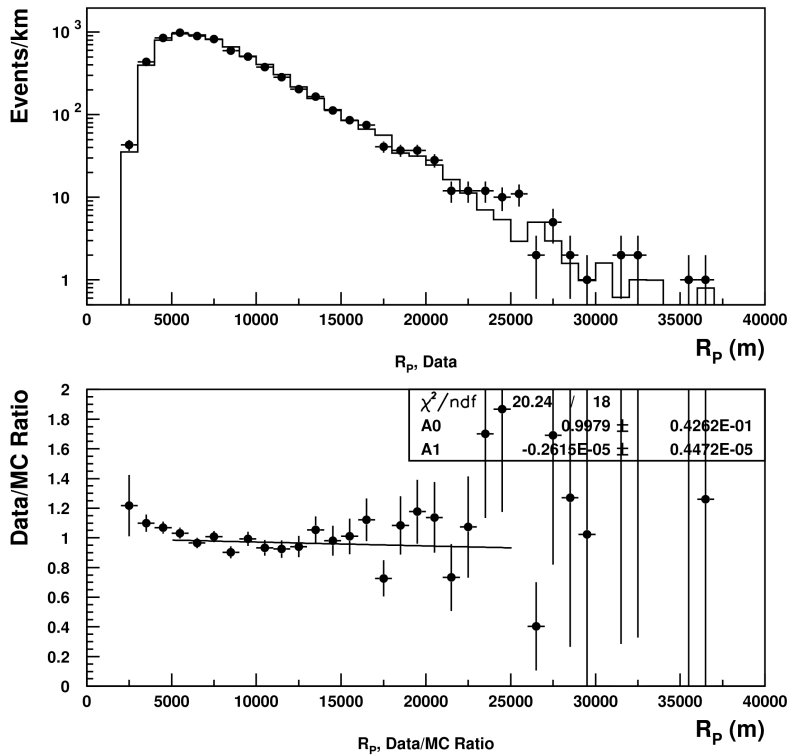 Events/km
10³
10²
10
1
0 5000 10000 15000 20000 25000 30000 35000 40000
R_P (m)
R_P, Data
Data/MC Ratio
2
1.8
1.6
1.4
1.2
1
0.8
0.6
0.4
0.2
0
χ²/ndf 20.24 / 18
A0 0.9979 ± 0.4262E-01
A1 -0.2615E-05 ± 0.4472E-05
0 5000 10000 15000 20000 25000 30000 35000 40000
R_P (m)
R_P, Data/MC Ratio